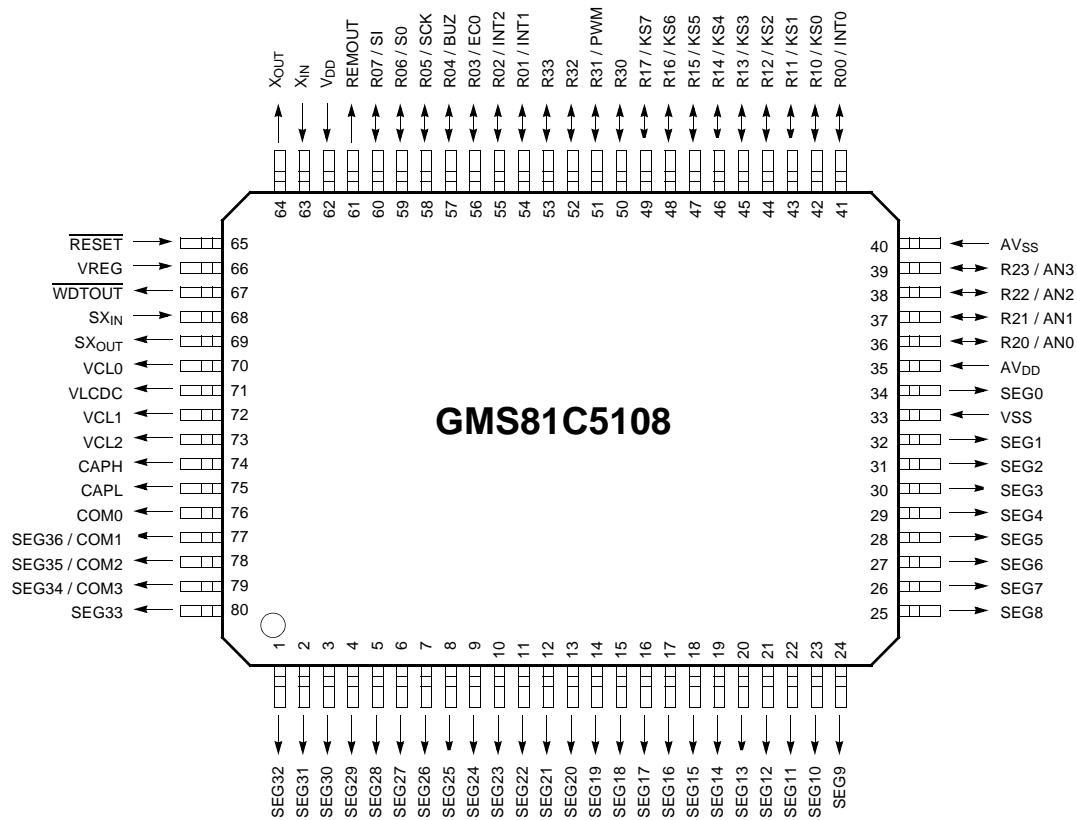 XOUT
XIN
VDD
REMOUT
R07 / SI
R06 / S0
R05 / SCK
R04 / BUZ
R03 / EC0
R02 / INT2
R01 / INT1
R33
R32
R31 / PWM
R30
R17 / KS7
R16 / KS6
R15 / KS5
R14 / KS4
R13 / KS3
R12 / KS2
R11 / KS1
R10 / KS0
R00 / INT0
64 63 62 61 60 59 58 57 56 55 54 53 52 51 50 49 48 47 46 45 44 43 42 41
RESET 65
VREG 66
WDTOUT 67
SXIN 68
SXOUT 69
VCL0 70
VLCDC 71
VCL1 72
VCL2 73
CAPH 74
CAPL 75
COM0 76
SEG36 / COM1 77
SEG35 / COM2 78
SEG34 / COM3 79
SEG33 80
GMS81C5108
40 AVSS
39 R23 / AN3
38 R22 / AN2
37 R21 / AN1
36 R20 / AN0
35 AVDD
34 SEG0
33 VSS
32 SEG1
31 SEG2
30 SEG3
29 SEG4
28 SEG5
27 SEG6
26 SEG7
25 SEG8
1 2 3 4 5 6 7 8 9 10 11 12 13 14 15 16 17 18 19 20 21 22 23 24
SEG32
SEG31
SEG30
SEG29
SEG28
SEG27
SEG26
SEG25
SEG24
SEG23
SEG22
SEG21
SEG20
SEG19
SEG18
SEG17
SEG16
SEG15
SEG14
SEG13
SEG12
SEG11
SEG10
SEG9